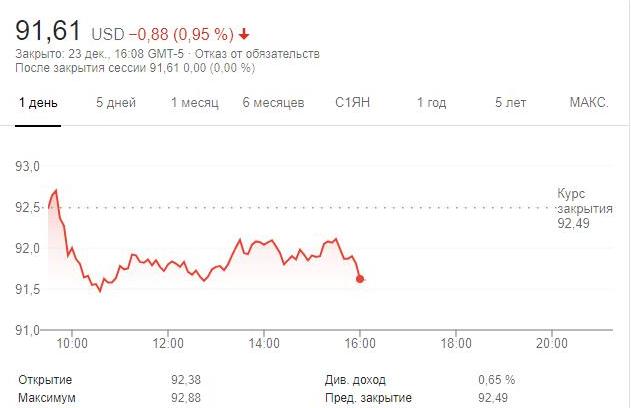 91,61 USD −0,88 (0,95 %)
Закрыто: 23 дек., 16:08 GMT-5 · Отказ от обязательств
После закрытия сессии 91,61 0,00 (0,00 %)
1 день 5 дней 1 месяц 6 месяцев С1ЯН 1 год 5 лет МАКС.
93,0
Курс
92,5 закрытия
92,49
92,0
91,5
91,0
10:00 12:00 14:00 16:00 18:00 20:00
Открытие 92,38 Див. доход 0,65 %
Максимум 92,88 Пред. закрытие 92,49